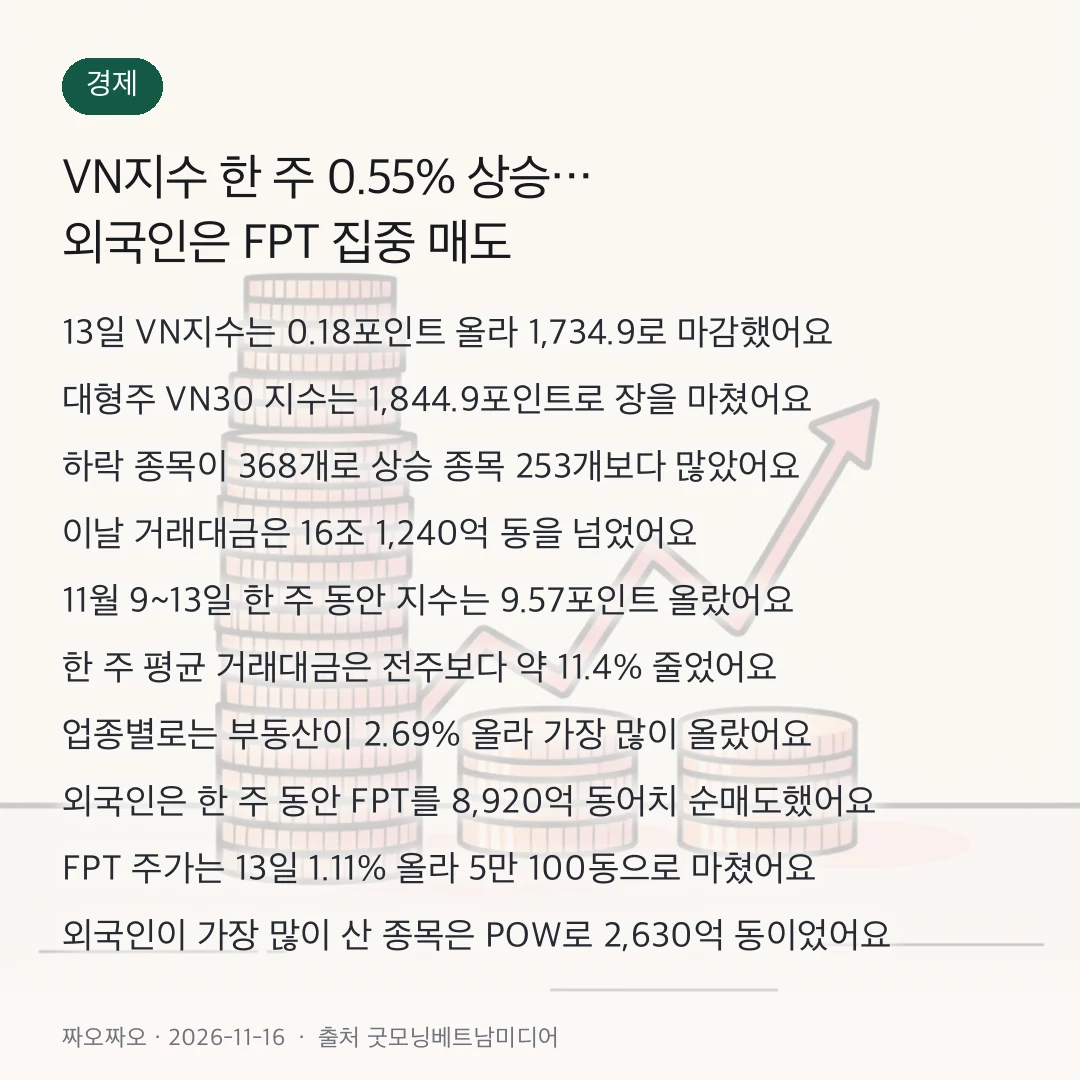 경제
VN지수 한 주 0.55% 상승…
외국인은 FPT 집중 매도
13일 VN지수는 0.18포인트 올라 1,734.9로 마감했어요
대형주 VN30 지수는 1,844.9포인트로 장을 마쳤어요
하락 종목이 368개로 상승 종목 253개보다 많았어요
이날 거래대금은 16조 1,240억 동을 넘었어요
11월 9~13일 한 주 동안 지수는 9.57포인트 올랐어요
한 주 평균 거래대금은 전주보다 약 11.4% 줄었어요
업종별로는 부동산이 2.69% 올라 가장 많이 올랐어요
외국인은 한 주 동안 FPT를 8,920억 동어치 순매도했어요
FPT 주가는 13일 1.11% 올라 5만 100동으로 마쳤어요
외국인이 가장 많이 산 종목은 POW로 2,630억 동이었어요
짜오짜오 · 2026-11-16 · 출처 굿모닝베트남미디어